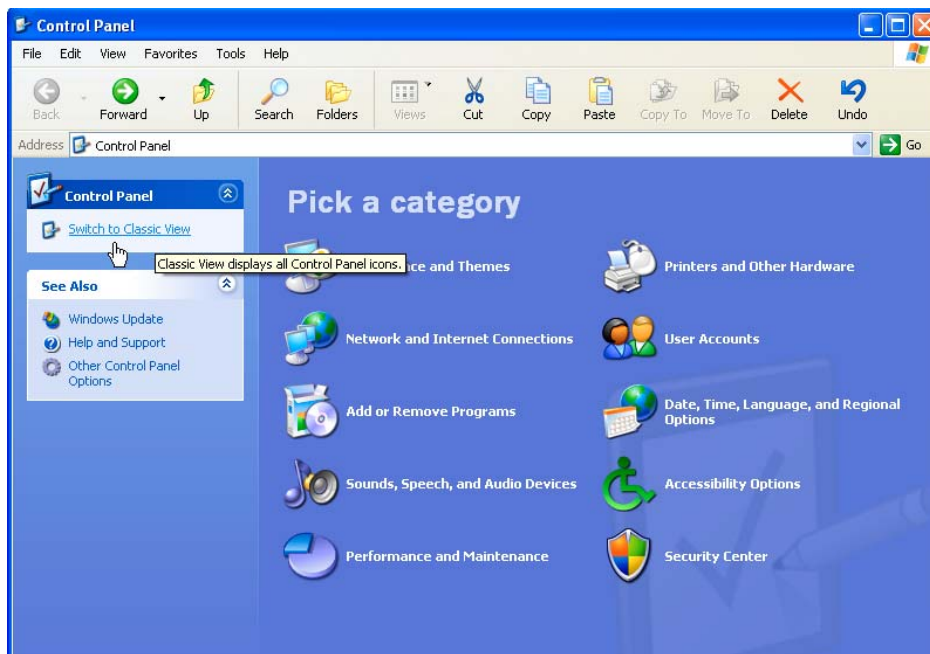 Control Panel
File Edit View Favorites Tools Help
Back Forward Up Search Folders Views Cut Copy Paste Copy To Move To Delete Undo
Address Control Panel Go
Control Panel
Switch to Classic View
Classic View displays all Control Panel icons.
See Also
Windows Update
Help and Support
Other Control Panel
Options
Pick a category
and Themes
Printers and Other Hardware
Network and Internet Connections
User Accounts
Add or Remove Programs
Date, Time, Language, and Regional
Options
Sounds, Speech, and Audio Devices
Accessibility Options
Performance and Maintenance
Security Center